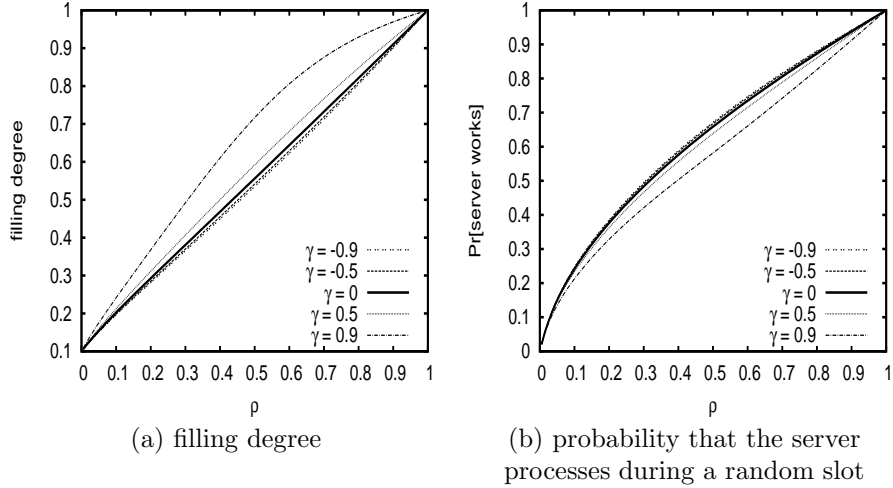 1
0.9
0.8
0.7
0.6
0.5
0.4
0.3
0.2
0.1
filling degree
γ = -0.9
γ = -0.5
γ = 0
γ = 0.5
γ = 0.9
0 0.1 0.2 0.3 0.4 0.5 0.6 0.7 0.8 0.9 1
ρ
(a) filling degree
1
0.9
0.8
0.7
0.6
0.5
0.4
0.3
0.2
0.1
0
Pr[server works]
γ = -0.9
γ = -0.5
γ = 0
γ = 0.5
γ = 0.9
0 0.1 0.2 0.3 0.4 0.5 0.6 0.7 0.8 0.9 1
ρ
(b) probability that the server
processes during a random slot